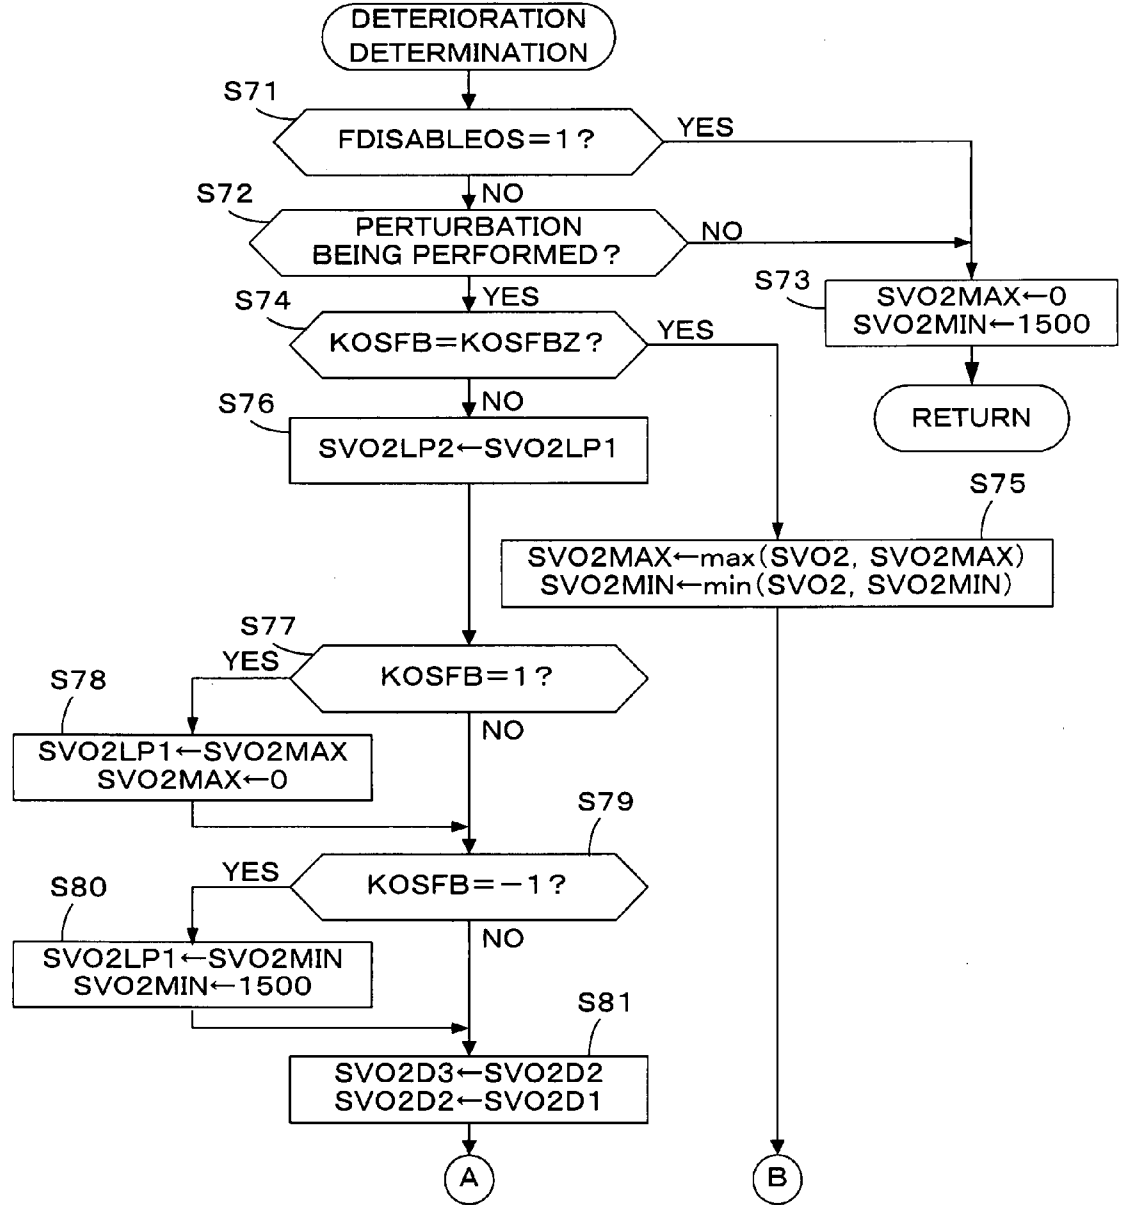 DETERIORATION
DETERMINATION
S71
FDISABLEOS=1?
YES
NO
S72
PERTURBATION
BEING PERFORMED?
NO
YES
S73
SVO2MAX←0
SVO2MIN←1500
RETURN
S74
KOSFB=KOSFBZ?
YES
NO
S76
SVO2LP2←SVO2LP1
S75
SVO2MAX←max(SVO2, SVO2MAX)
SVO2MIN←min(SVO2, SVO2MIN)
S77
KOSFB=1?
YES
NO
S78
SVO2LP1←SVO2MAX
SVO2MAX←0
S79
KOSFB=-1?
YES
NO
S80
SVO2LP1←SVO2MIN
SVO2MIN←1500
S81
SVO2D3←SVO2D2
SVO2D2←SVO2D1
A
B